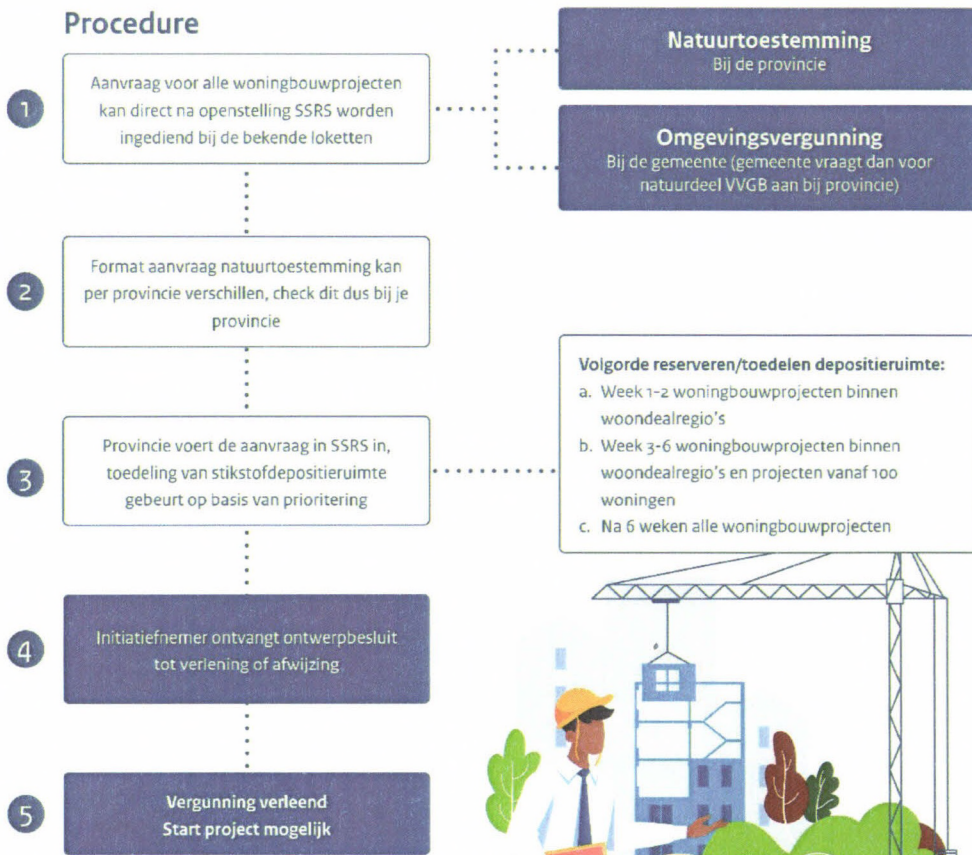 Procedure
1
Aanvraag voor alle woningbouwprojecten
kan direct na openstelling SSRS worden
ingediend bij de bekende loketten
Natuurtoestemming
Bij de provincie
Omgevingsvergunning
Bij de gemeente (gemeente vraagt dan voor
natuurdeel VVGB aan bij provincie)
2
Format aanvraag natuurtoestemming kan
per provincie verschillen, check dit dus bij je
provincie
3
Provincie voert de aanvraag in SSRS in,
toedeling van stikstofdepositieruimte
gebeurt op basis van prioritering
Volgorde reserveren/toedelen depositieruimte:
a. Week 1-2 woningbouwprojecten binnen
woondealregio's
b. Week 3-6 woningbouwprojecten binnen
woondealregio's en projecten vanaf 100
woningen
c. Na 6 weken alle woningbouwprojecten
4
Initiatiefnemer ontvangt ontwerpbesluit
tot verlening of afwijzing
5
Vergunning verleend
Start project mogelijk